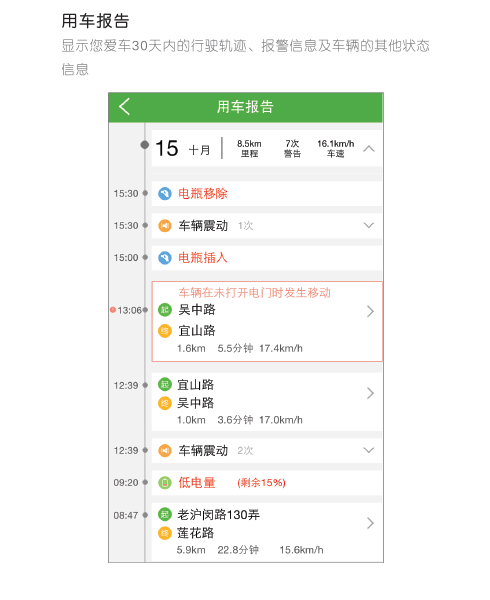 用车报告
显示您爱车30天内的行驶轨迹、报警信息及车辆的其他状态
信息
用车报告
15 十月 8.5km 7次 16.1km/h
里程 警告 车速
15:30 电瓶移除
15:30 车辆震动 1次
15:00 电瓶插入
车辆在未打开电门时发生移动
13:06 起 吴中路
终 宜山路
1.6km 5.5分钟 17.4km/h
12:39 起 宜山路
终 吴中路
1.0km 3.6分钟 17.0km/h
12:39 车辆震动 2次
09:20 低电量 (剩余15%)
08:47 起 老沪闵路130弄
终 莲花路
5.9km 22.8分钟 15.6km/h